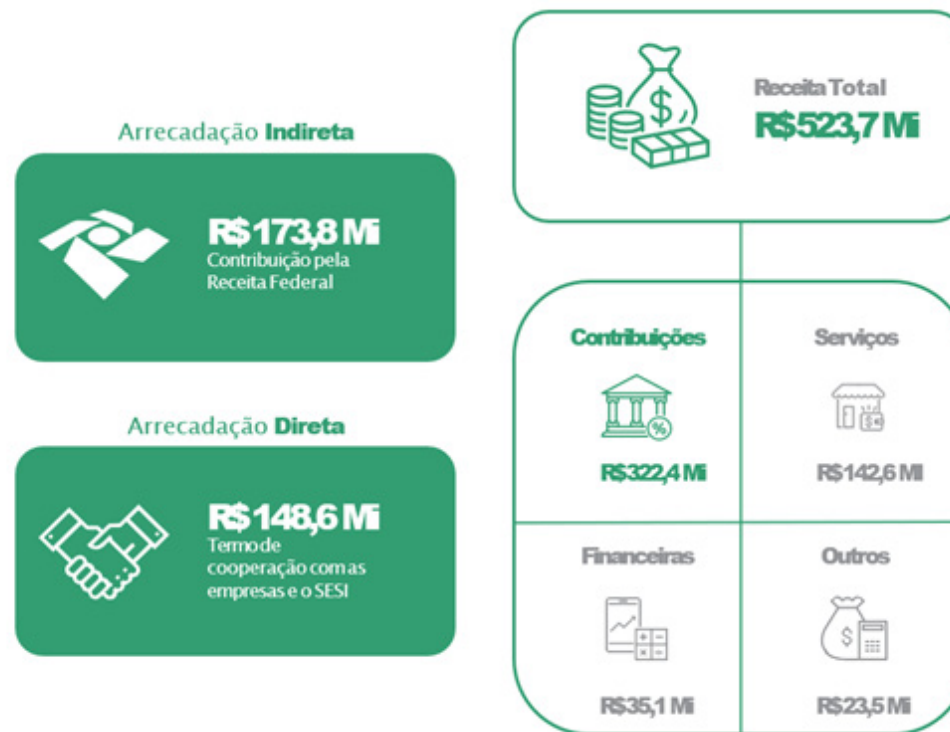 Arrecadação Indireta
R$ 173,8 Mi
Contribuição pela
Receita Federal
Arrecadação Direta
R$ 148,6 Mi
Termo de
cooperação com as
empresas e o SESI
Receita Total
R$ 523,7 Mi
Contribuições
R$ 322,4 Mi
Serviços
R$ 142,6 Mi
Financeiras
R$ 35,1 Mi
Outros
R$ 23,5 Mi